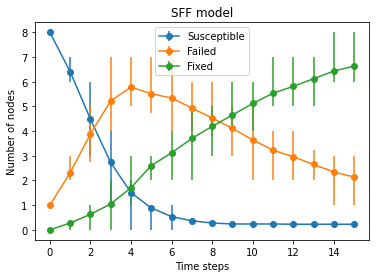 SFF model
Susceptible
Failed
Fixed
Number of nodes
8
7
6
5
4
3
2
1
0
0 2 4 6 8 10 12 14
Time steps